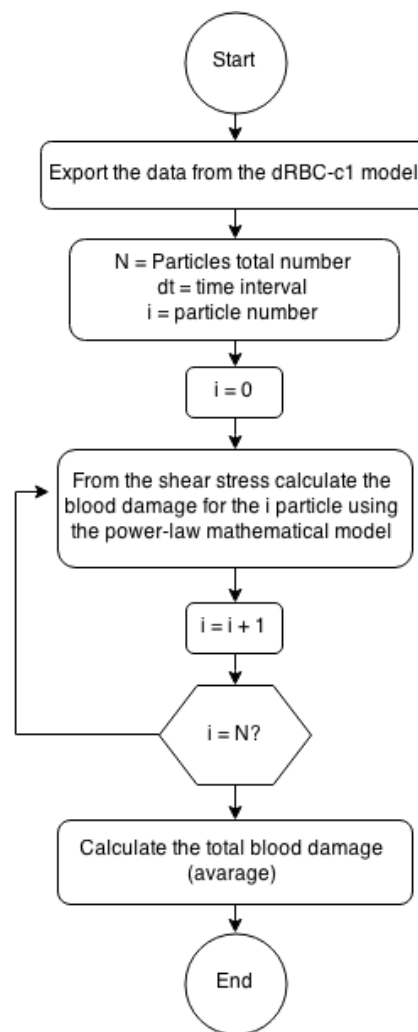 Start
Export the data from the dRBC-c1 model
N = Particles total number
dt = time interval
i = particle number
i = 0
From the shear stress calculate the
blood damage for the i particle using
the power-law mathematical model
i = i + 1
i = N?
Calculate the total blood damage
(avarage)
End